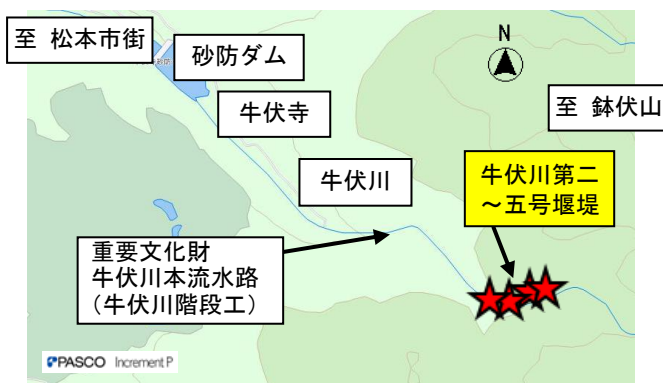 至 松本市街
砂防ダム
N
至 鉢伏山
牛伏寺
牛伏川
牛伏川第二
～五号堰堤
重要文化財
牛伏川本流水路
（牛伏川階段工）
PASCO Increment P